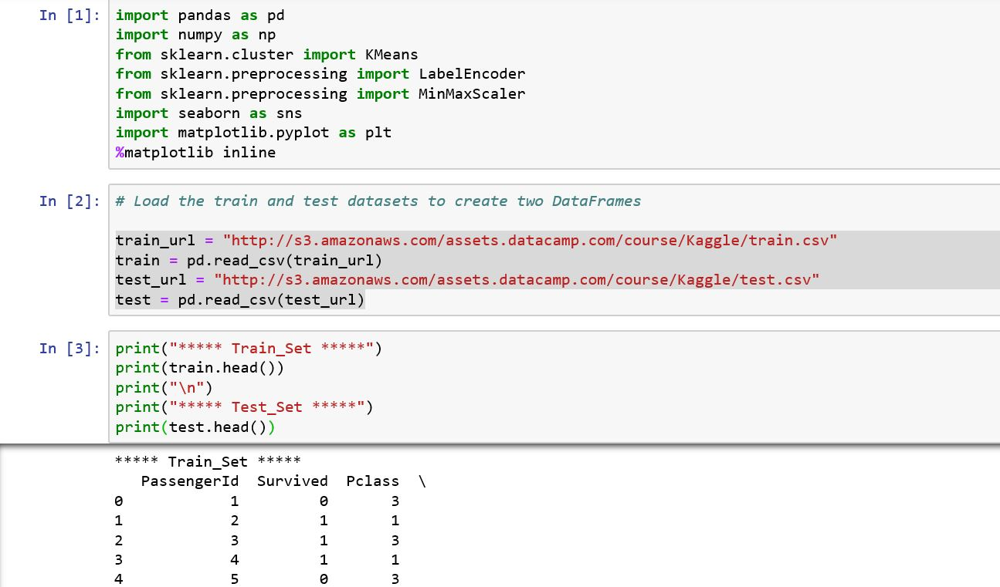 In [1]: import pandas as pd
import numpy as np
from sklearn.cluster import KMeans
from sklearn.preprocessing import LabelEncoder
from sklearn.preprocessing import MinMaxScaler
import seaborn as sns
import matplotlib.pyplot as plt
%matplotlib inline
In [2]: # Load the train and test datasets to create two DataFrames
train_url = "http://s3.amazonaws.com/assets.datacamp.com/course/Kaggle/train.csv"
train = pd.read_csv(train_url)
test_url = "http://s3.amazonaws.com/assets.datacamp.com/course/Kaggle/test.csv"
test = pd.read_csv(test_url)
In [3]: print("***** Train_Set *****")
print(train.head())
print("\n")
print("***** Test_Set *****")
print(test.head())
***** Train_Set *****
PassengerId Survived Pclass \
0 1 0 3
1 2 1 1
2 3 1 3
3 4 1 1
4 5 0 3